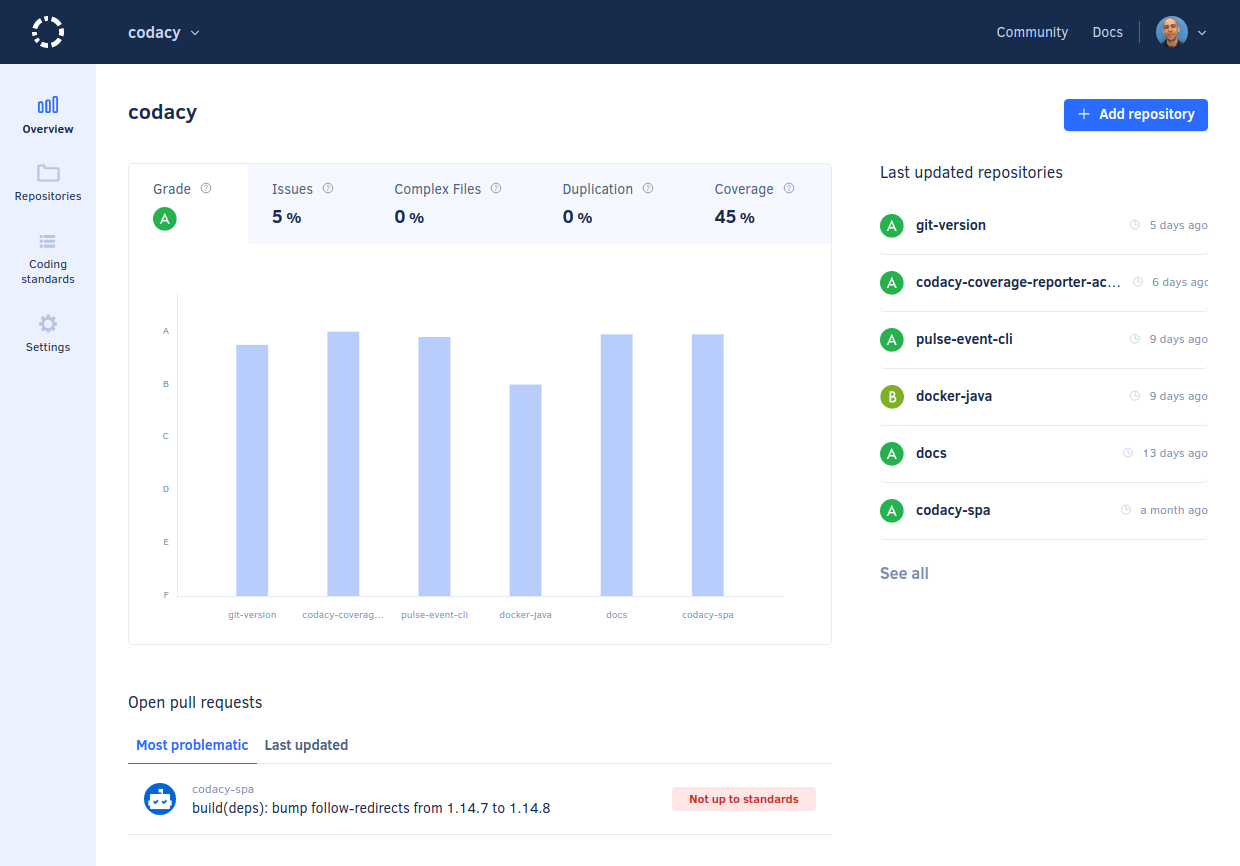 codacy
Community
Docs
Overview
Repositories
Coding
standards
Settings
codacy
+ Add repository
Grade
A
Issues
5 %
Complex Files
0 %
Duplication
0 %
Coverage
45 %
A
B
C
D
E
F
git-version
codacy-coverag...
pulse-event-cli
docker-java
docs
codacy-spa
Last updated repositories
A git-version 5 days ago
A codacy-coverage-reporter-ac... 6 days ago
A pulse-event-cli 9 days ago
B docker-java 9 days ago
A docs 13 days ago
A codacy-spa a month ago
See all
Open pull requests
Most problematic Last updated
codacy-spa
build(deps): bump follow-redirects from 1.14.7 to 1.14.8
Not up to standards